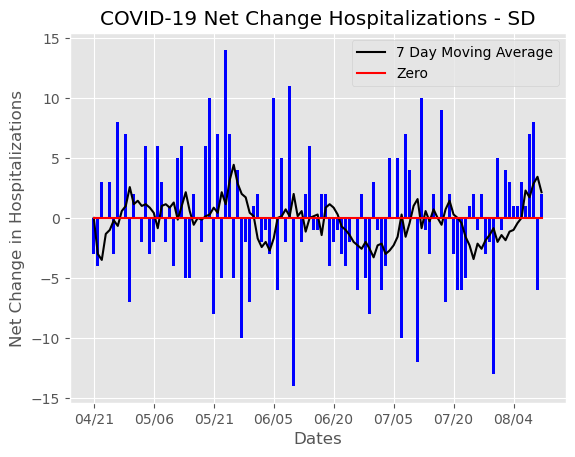 COVID-19 Net Change Hospitalizations - SD
7 Day Moving Average
Zero
Net Change in Hospitalizations
15
10
5
0
−5
−10
−15
04/21 05/06 05/21 06/05 06/20 07/05 07/20 08/04
Dates